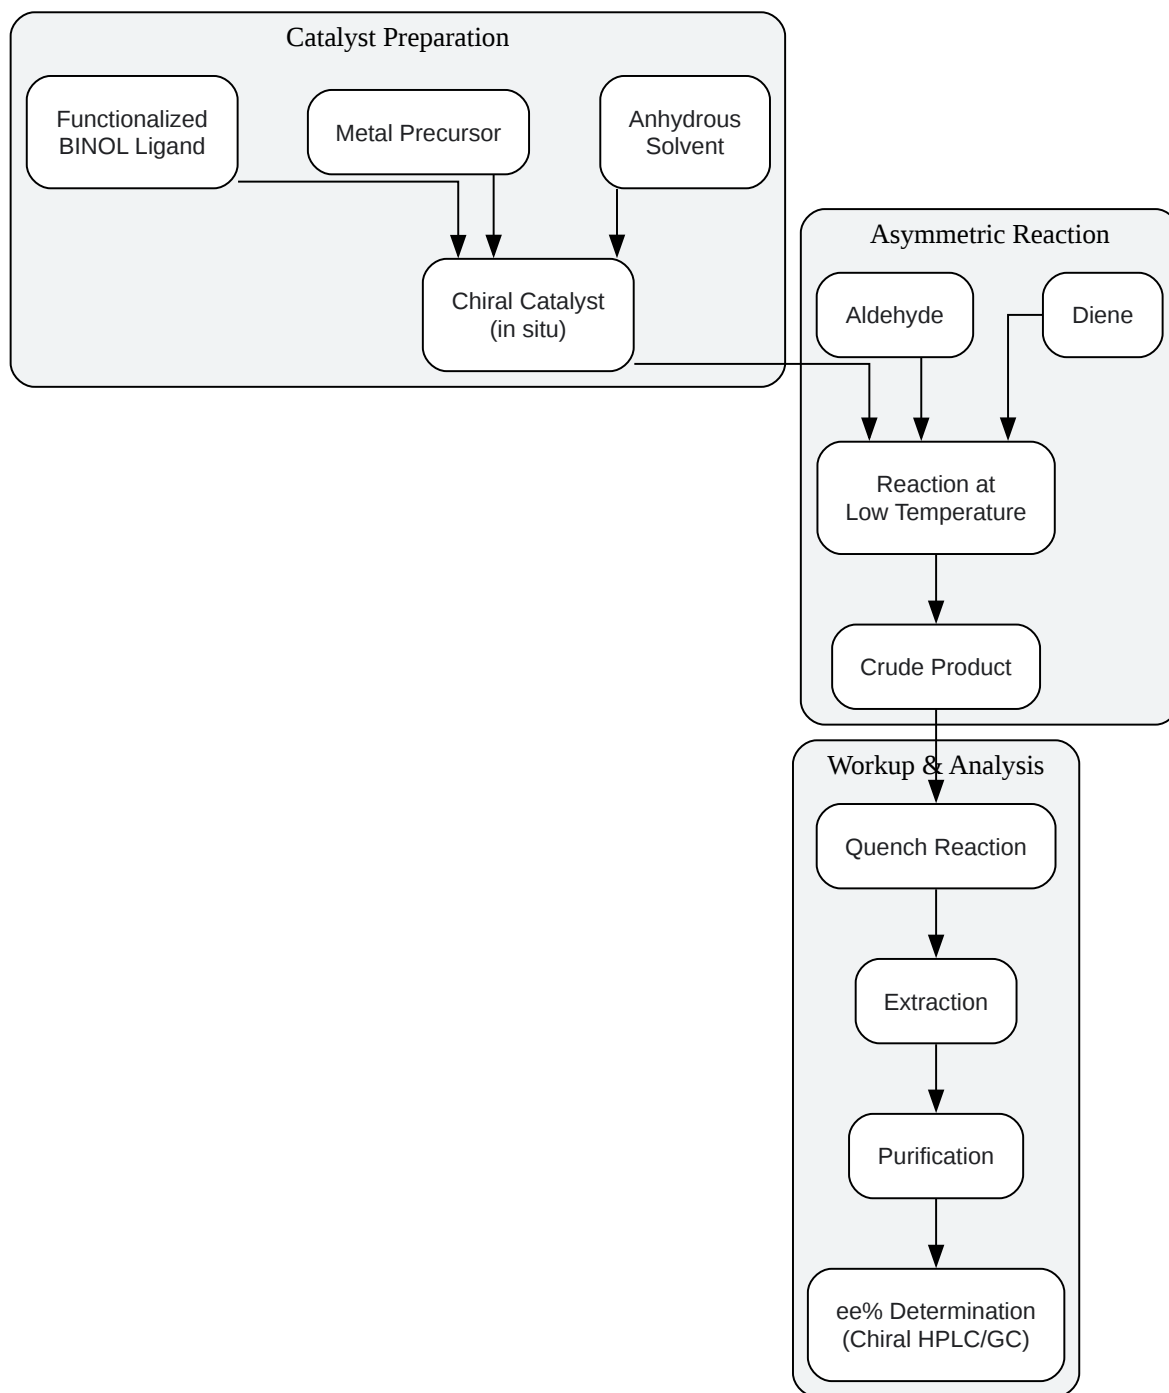 Catalyst Preparation
Functionalized
BINOL Ligand
Metal Precursor
Anhydrous
Solvent
Chiral Catalyst
(in situ)
Asymmetric Reaction
Aldehyde
Diene
Reaction at
Low Temperature
Crude Product
Workup & Analysis
Quench Reaction
Extraction
Purification
ee% Determination
(Chiral HPLC/GC)